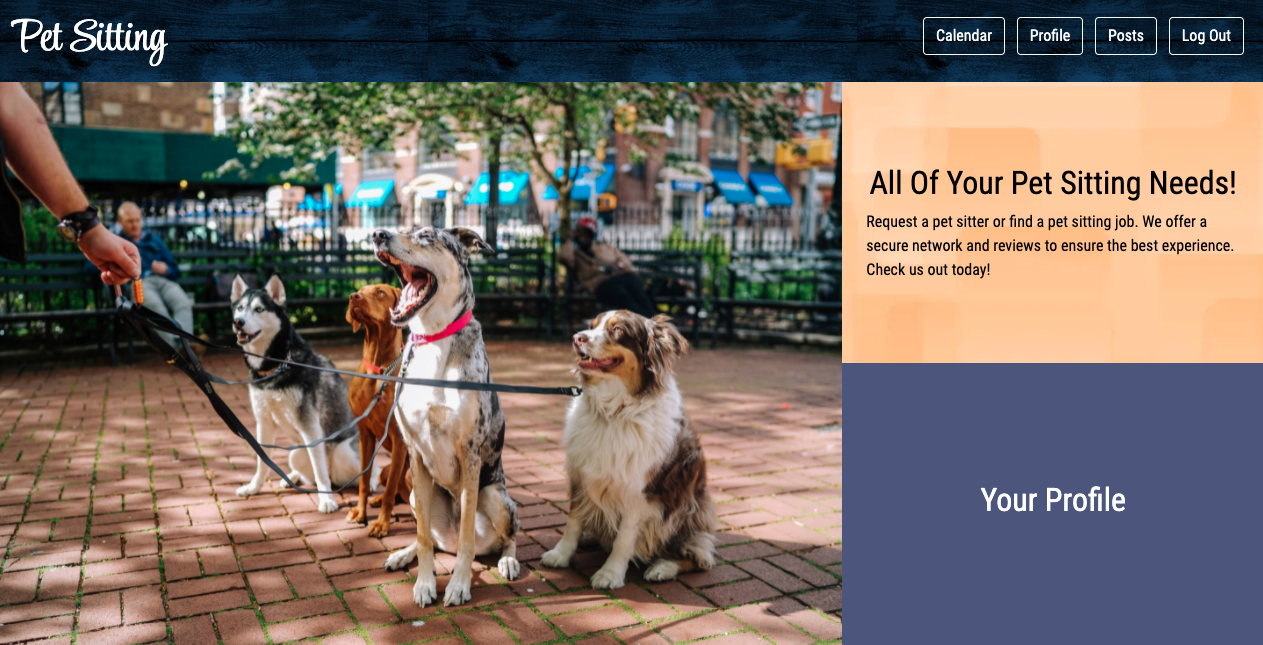 Pet Sitting
Calendar
Profile
Posts
Log Out
All Of Your Pet Sitting Needs!
Request a pet sitter or find a pet sitting job. We offer a
secure network and reviews to ensure the best experience.
Check us out today!
Your Profile